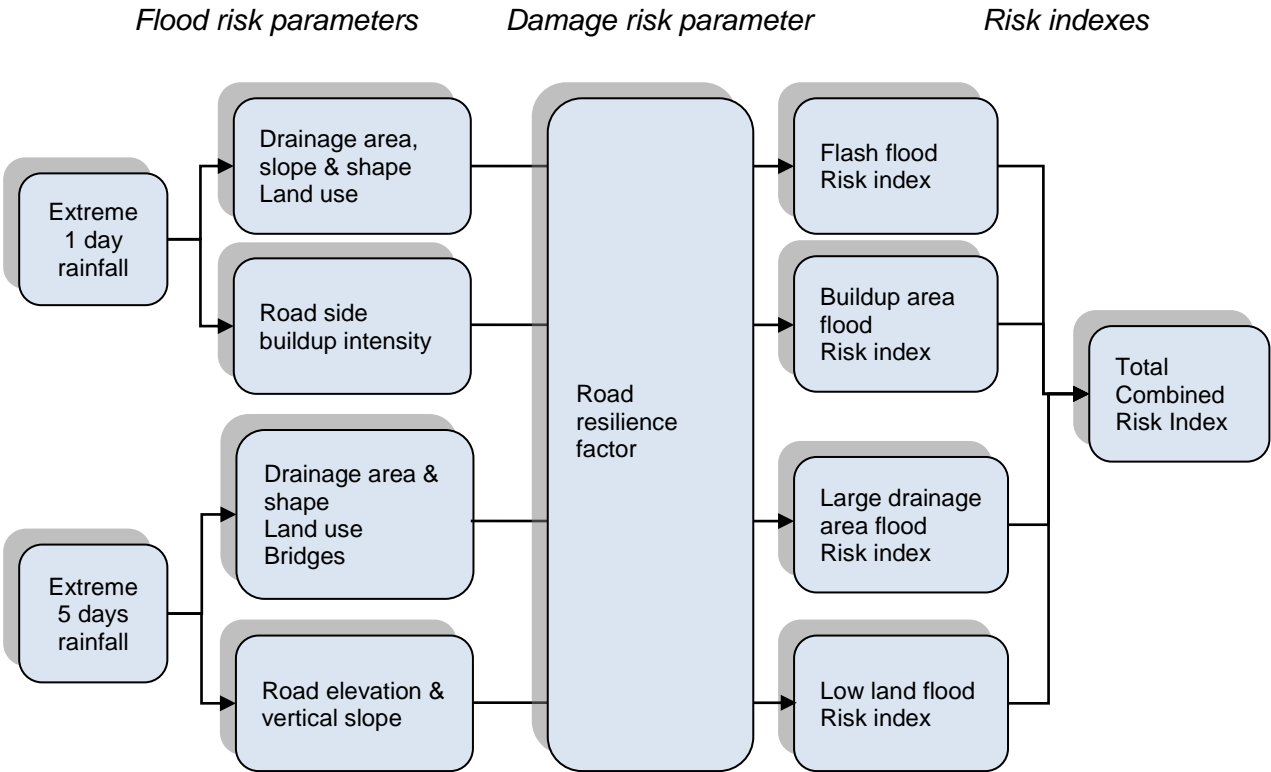 Flood risk parameters
Damage risk parameter
Risk indexes
Extreme
1 day
rainfall
Drainage area,
slope & shape
Land use
Road side
buildup intensity
Extreme
5 days
rainfall
Drainage area &
shape
Land use
Bridges
Road elevation &
vertical slope
Road
resilience
factor
Flash flood
Risk index
Buildup area
flood
Risk index
Large drainage
area flood
Risk index
Low land flood
Risk index
Total
Combined
Risk Index